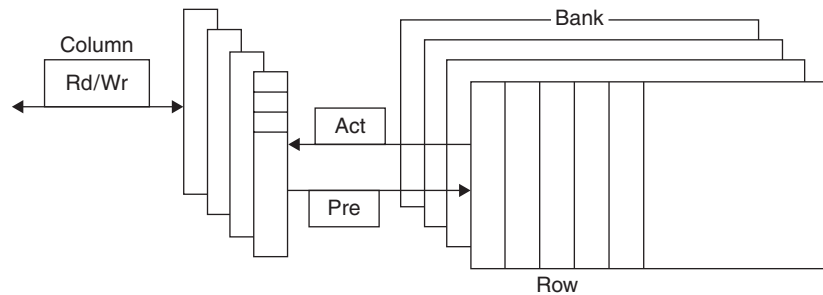 Bank
Column
Rd/Wr
Act
Pre
Row